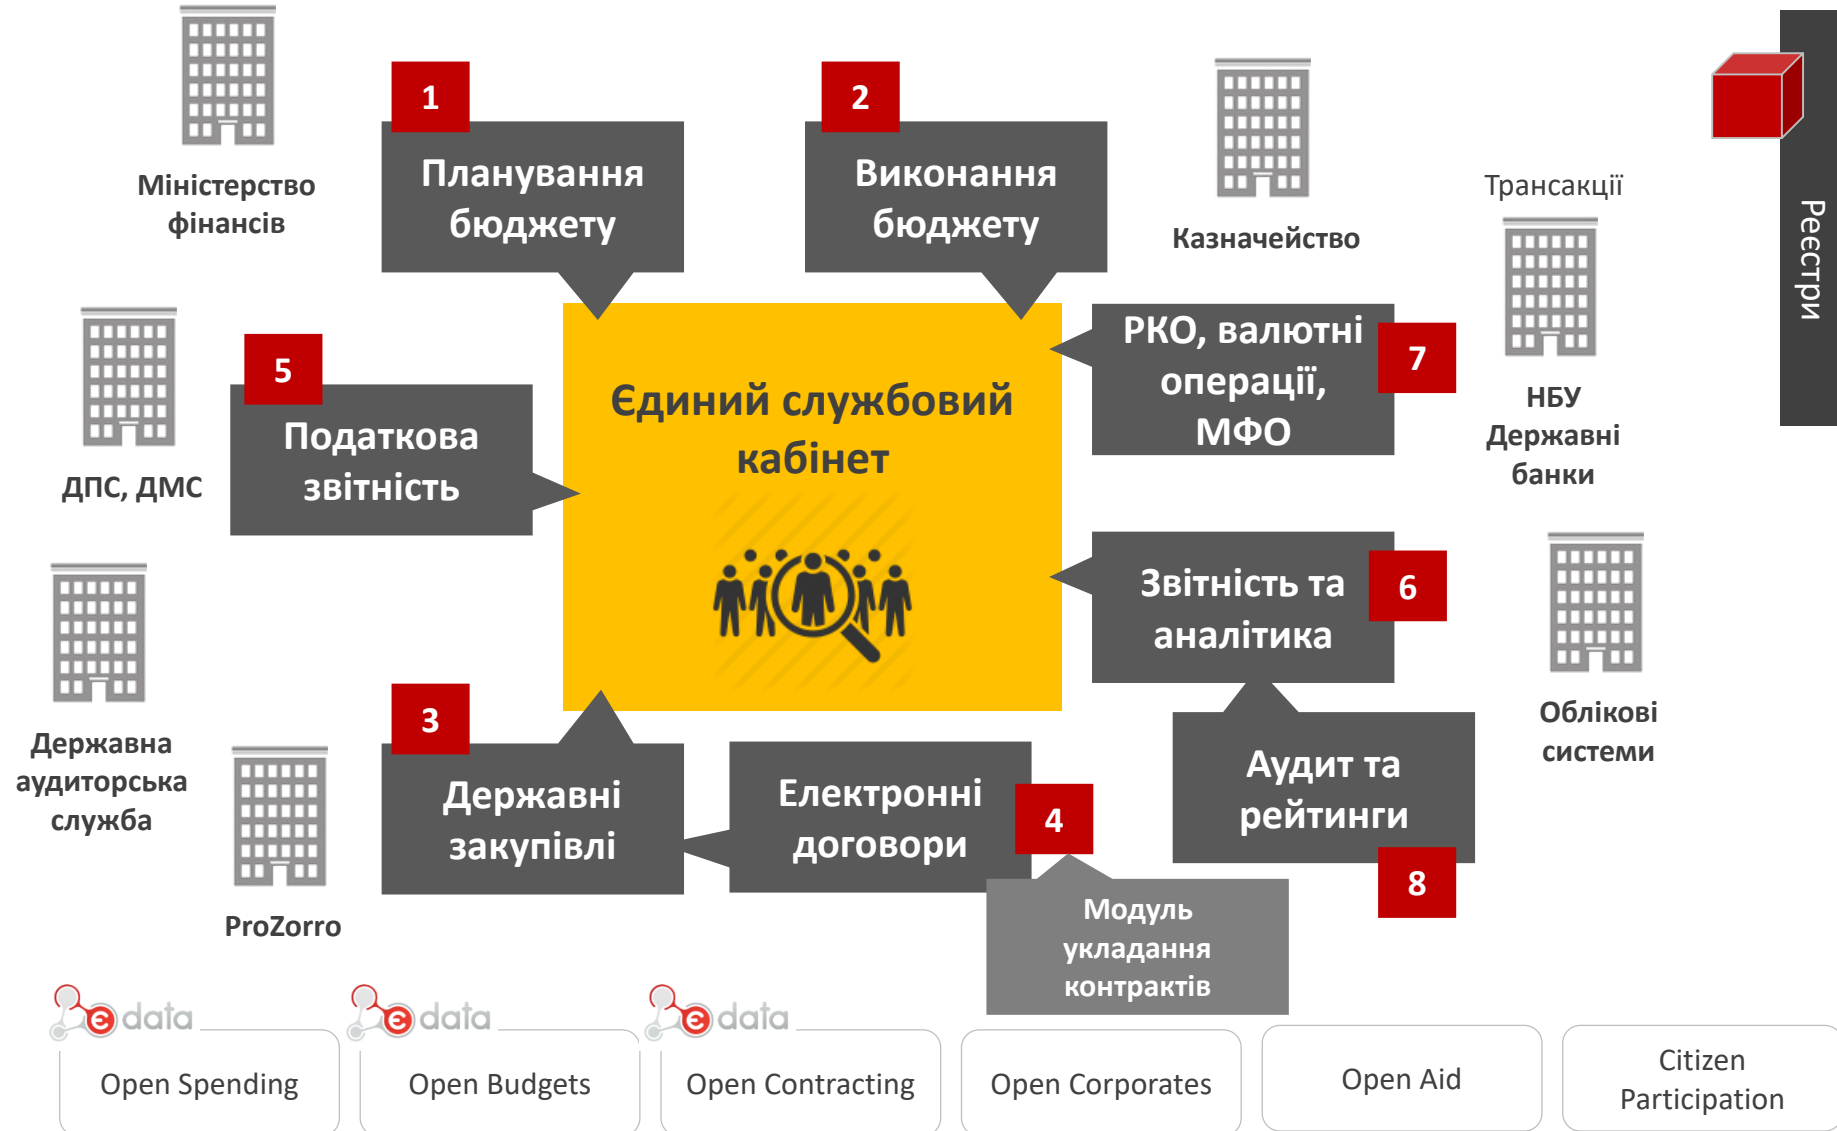 1
2
Планування
бюджету
Виконання
бюджету
Міністерство
фінансів
Казначейство
Трансакції
Реєстри
5
Податкова
звітність
ДПС, ДМС
Єдиний службовий
кабінет
РКО, валютні
операції,
МФО
7
НБУ
Державні
банки
Звітність та
аналітика
6
Облікові
системи
Державна
аудиторська
служба
3
Державні
закупівлі
Електронні
договори
4
Аудит та
рейтинги
8
ProZorro
Модуль
укладання
контрактів
є data
є data
є data
Open Spending
Open Budgets
Open Contracting
Open Corporates
Open Aid
Citizen
Participation